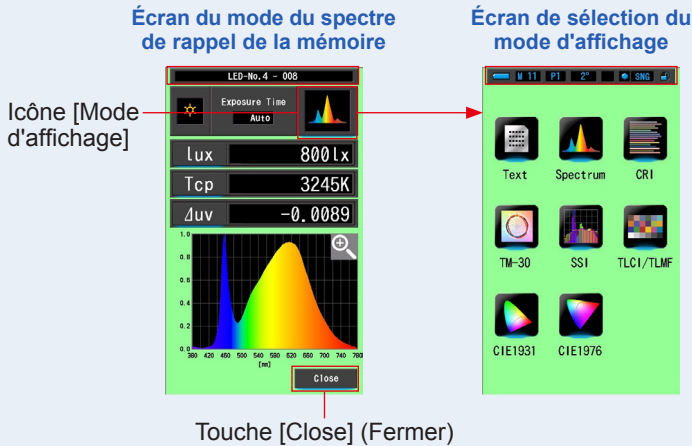 Écran du mode du spectre
de rappel de la mémoire
Écran de sélection du
mode d'affichage
Icône [Mode
d'affichage]
LED-No.4 - 008
Exposure Time
Auto
lux 800lx
Tcp 3245K
Δuv -0.0089
1.0
0.8
0.6
0.4
0.2
0.0
380 420 460 500 540 580 620 660 700 740 780
[nm]
Close
M 11 P1 2° SNG
Text Spectrum CRI
TM-30 SSI TLCI/TLMF
CIE1931 CIE1976
Touche [Close] (Fermer)